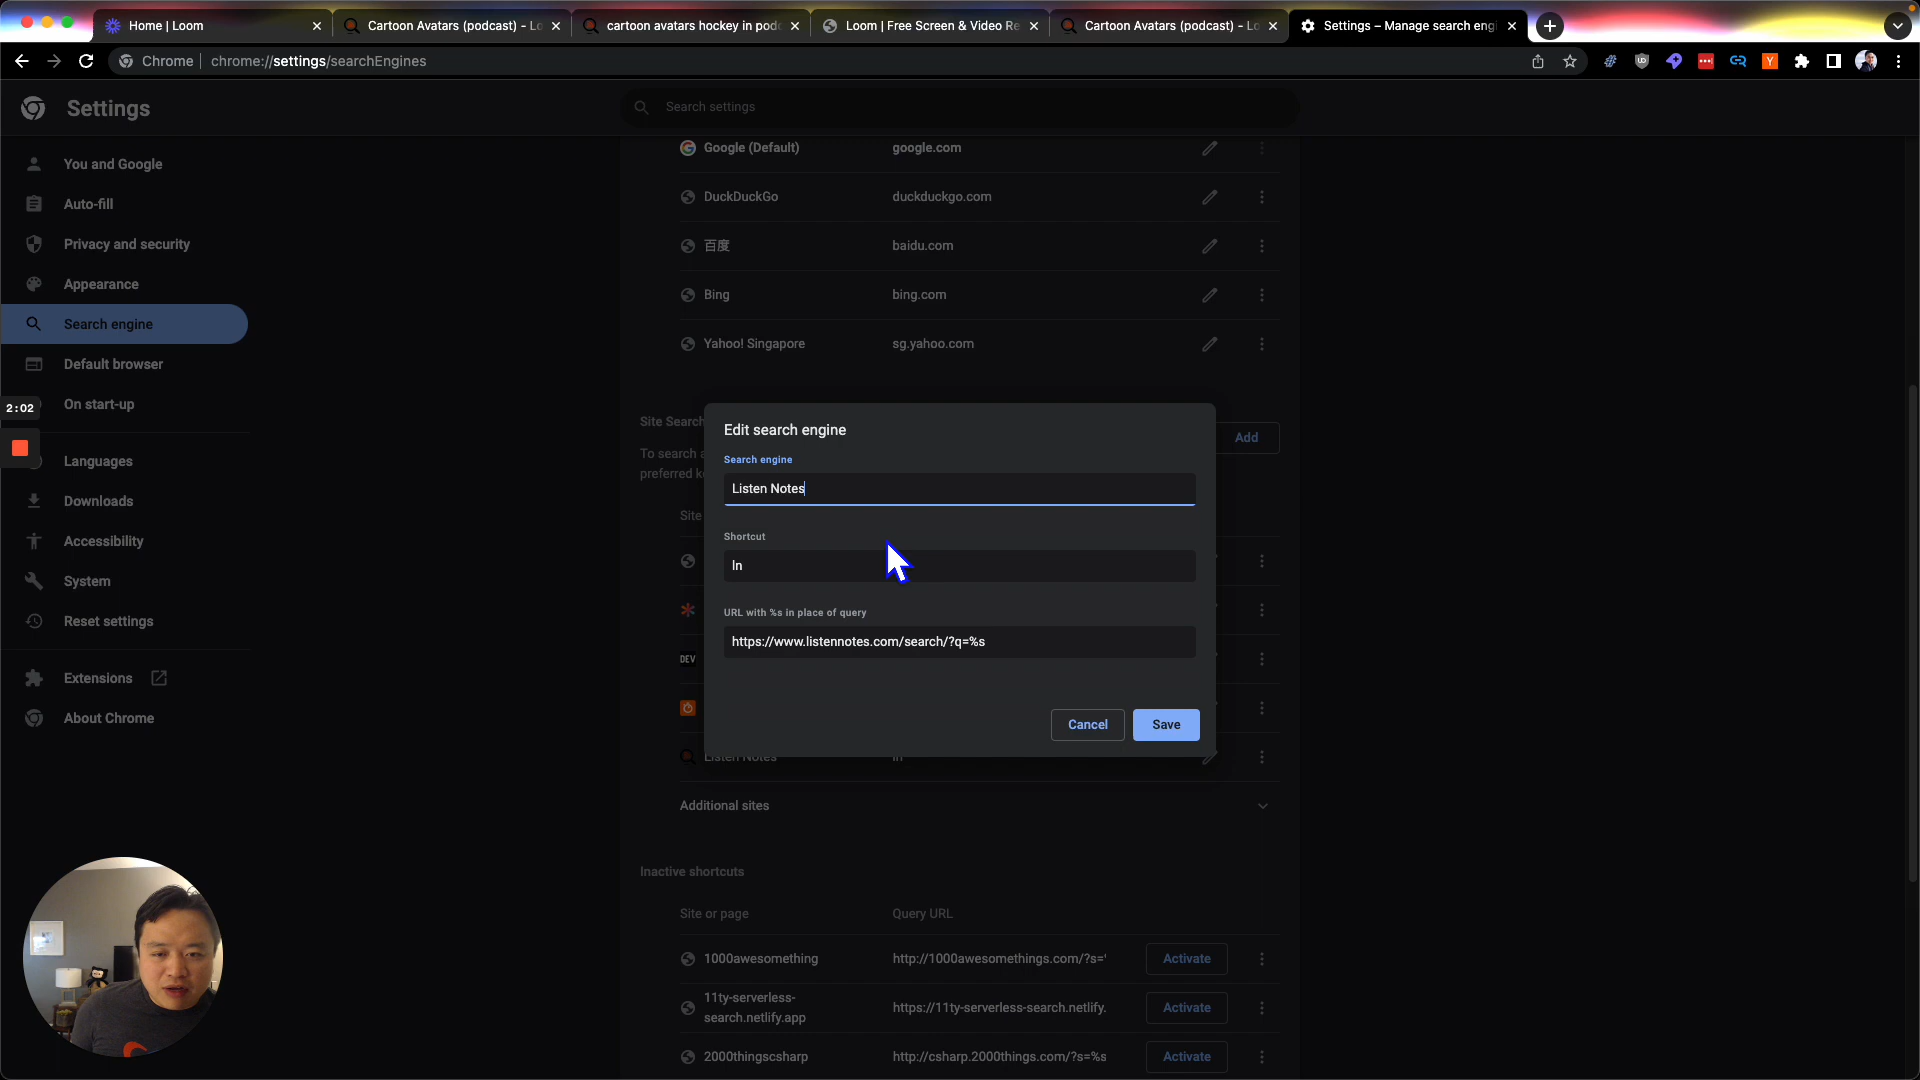 Home | Loom
Cartoon Avatars (podcast) - Lo
cartoon avatars hockey in podc
Loom | Free Screen & Video Re
Cartoon Avatars (podcast) - Lo
Settings – Manage search engi
Chrome
chrome://settings/searchEngines
Settings
Search settings
You and Google
Auto-fill
Privacy and security
Appearance
Search engine
Default browser
On start-up
2:02
Languages
Downloads
Accessibility
System
Reset settings
Extensions
About Chrome
Google (Default) google.com
DuckDuckGo duckduckgo.com
百度 baidu.com
Bing bing.com
Yahoo! Singapore sg.yahoo.com
Site Search
Add
To search a
preferred ke
Site
DEV
Edit search engine
Search engine
Listen Notes
Shortcut
ln
URL with %s in place of query
https://www.listennotes.com/search/?q=%s
Cancel Save
Listen Notes ln
Additional sites
Inactive shortcuts
Site or page Query URL
1000awesomething http://1000awesomethings.com/?s=' Activate
11ty-serverless-
search.netlify.app
https://11ty-serverless-search.netlify. Activate
2000thingscsharp http://csharp.2000things.com/?s=%s Activate